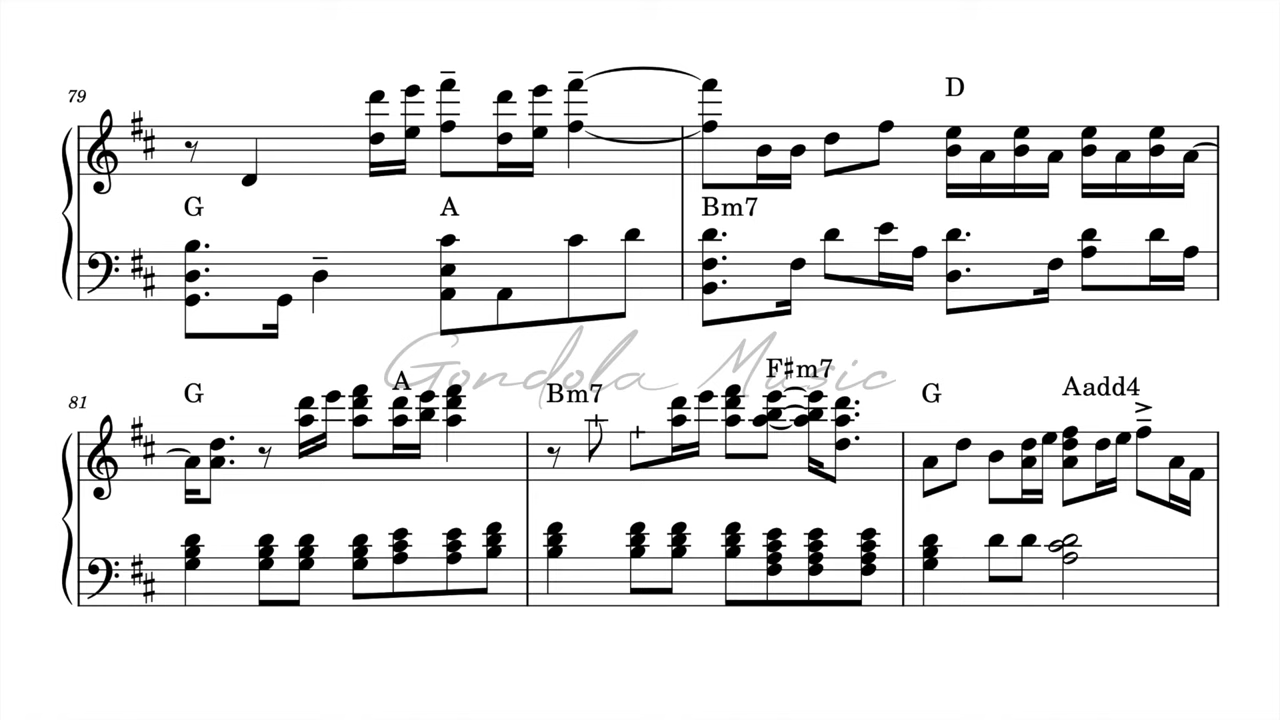 79
D
G A Bm7
Gondola Music
81
G A Bm7 F♯m7 G Aadd4